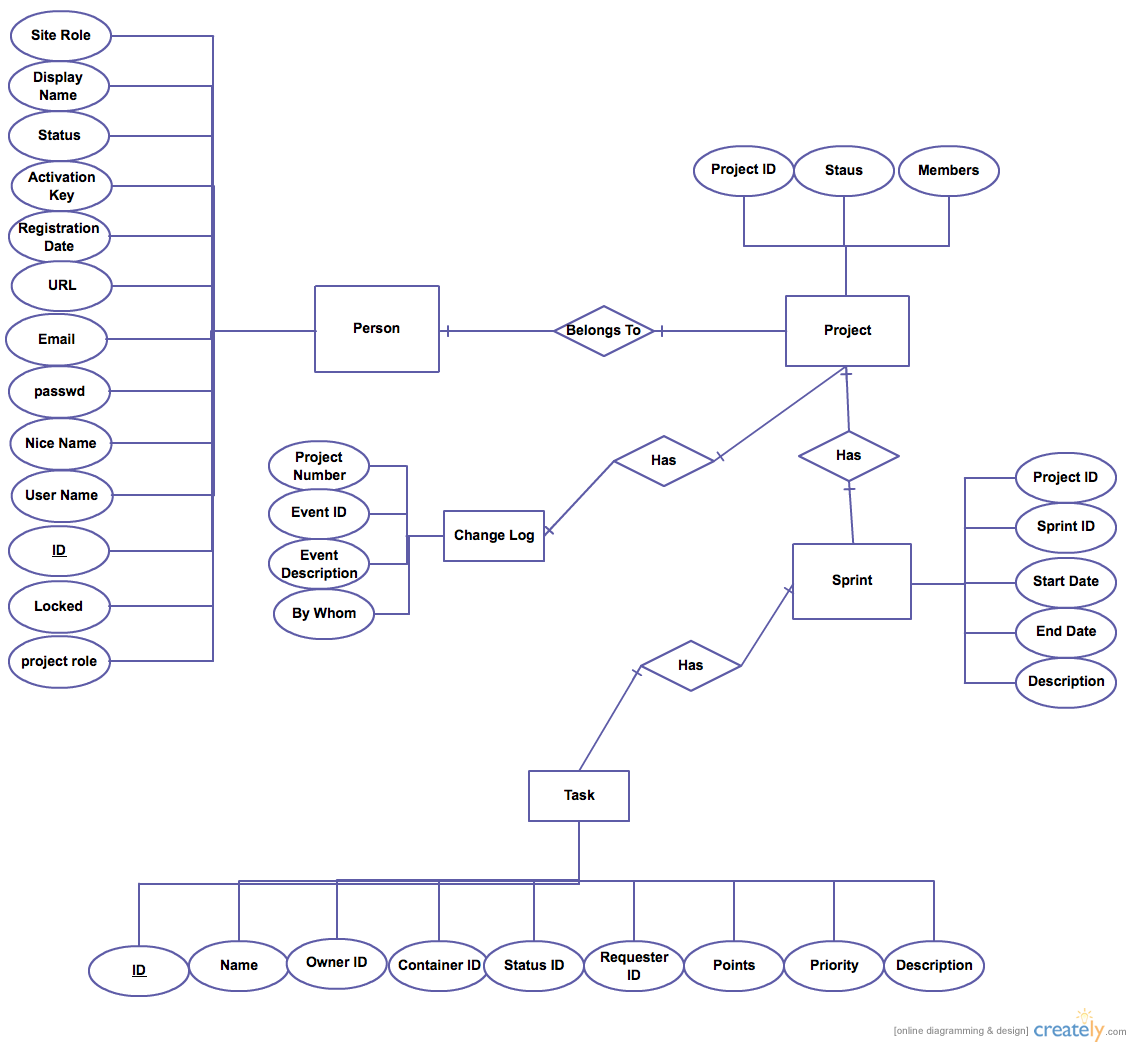 Site Role
Display
Name
Status
Activation
Key
Registration
Date
URL
Email
passwd
Nice Name
User Name
ID
Locked
project role
Person
Belongs To
Project ID
Staus
Members
Project
Has
Has
Project
Number
Event ID
Event
Description
By Whom
Change Log
Sprint
Project ID
Sprint ID
Start Date
End Date
Description
Has
Task
ID
Name
Owner ID
Container ID
Status ID
Requester
ID
Points
Priority
Description
[online diagramming & design] creately.com